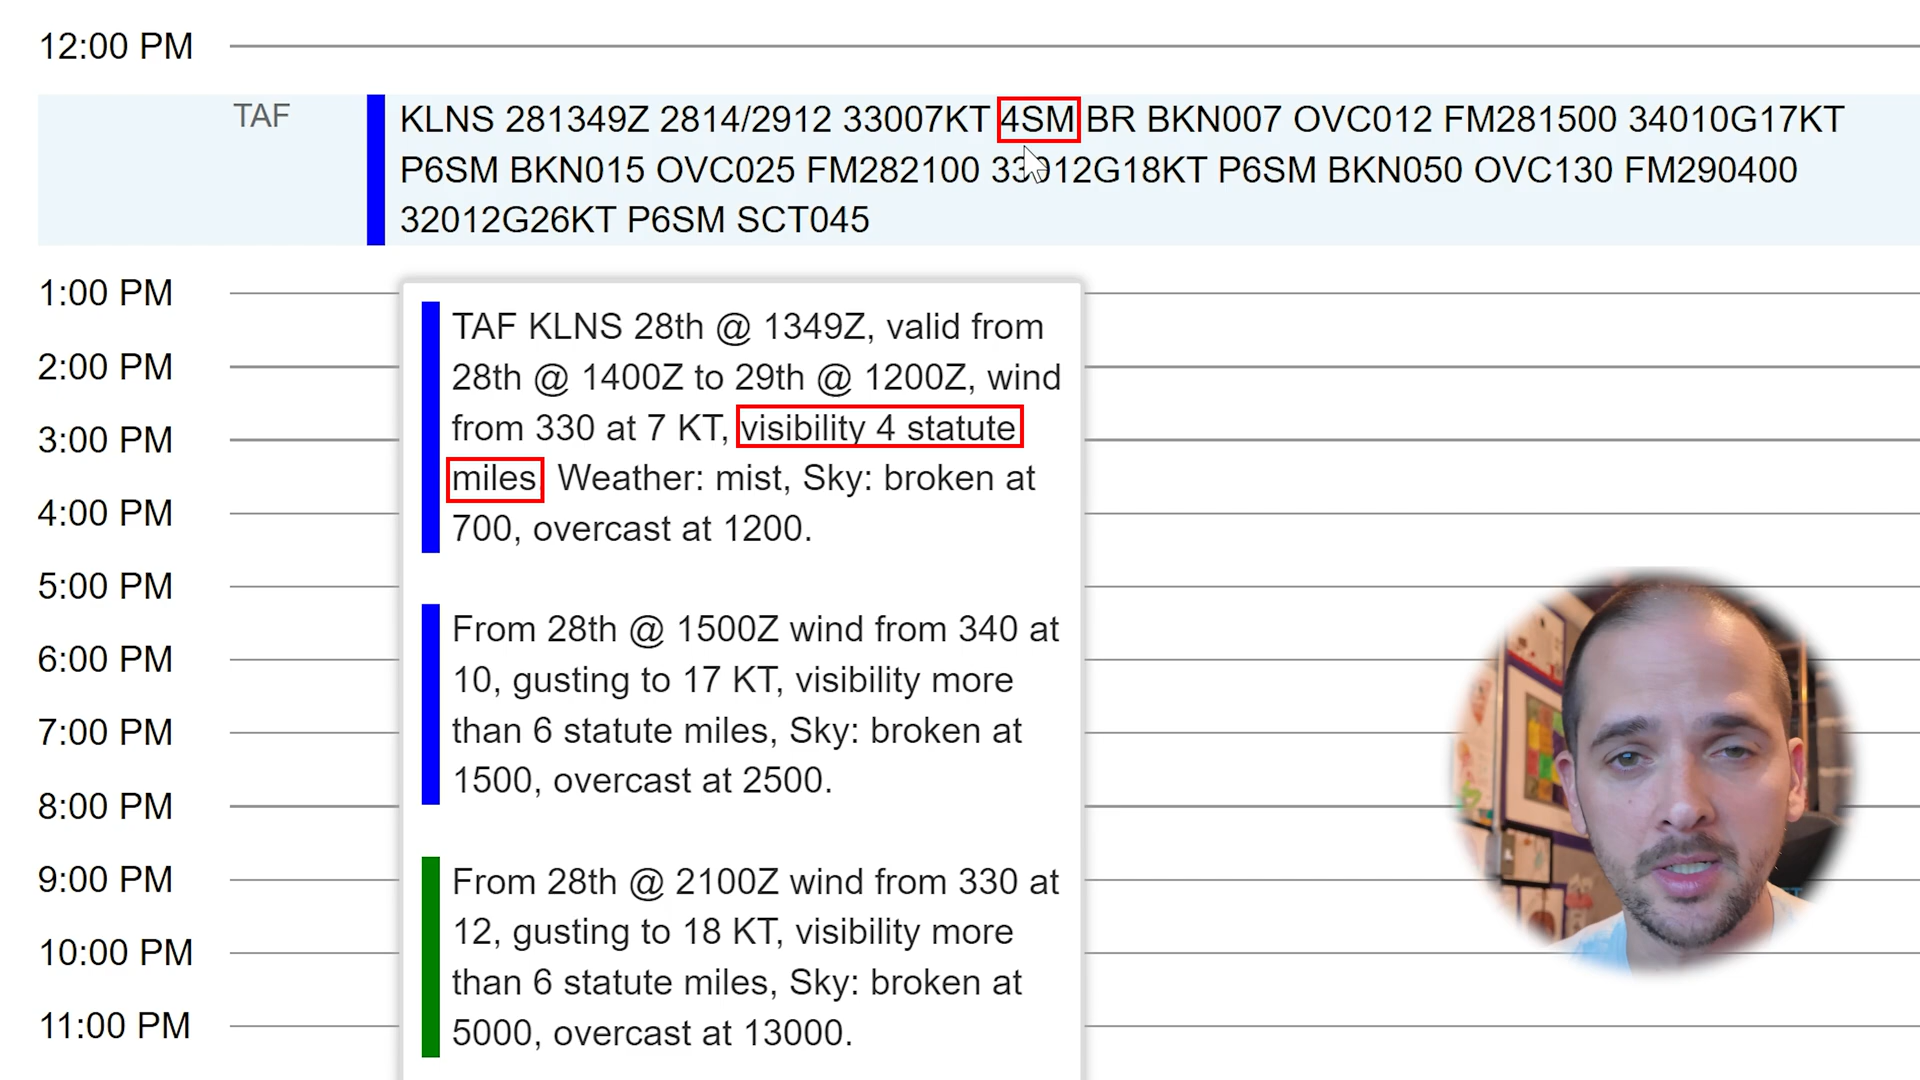 12:00 PM
TAF
KLNS 281349Z 2814/2912 33007KT 4SM BR BKN007 OVC012 FM281500 34010G17KT
P6SM BKN015 OVC025 FM282100 33012G18KT P6SM BKN050 OVC130 FM290400
32012G26KT P6SM SCT045
1:00 PM
2:00 PM
3:00 PM
4:00 PM
5:00 PM
6:00 PM
7:00 PM
8:00 PM
9:00 PM
10:00 PM
11:00 PM
TAF KLNS 28th @ 1349Z, valid from
28th @ 1400Z to 29th @ 1200Z, wind
from 330 at 7 KT, visibility 4 statute
miles Weather: mist, Sky: broken at
700, overcast at 1200.
From 28th @ 1500Z wind from 340 at
10, gusting to 17 KT, visibility more
than 6 statute miles, Sky: broken at
1500, overcast at 2500.
From 28th @ 2100Z wind from 330 at
12, gusting to 18 KT, visibility more
than 6 statute miles, Sky: broken at
5000, overcast at 13000.